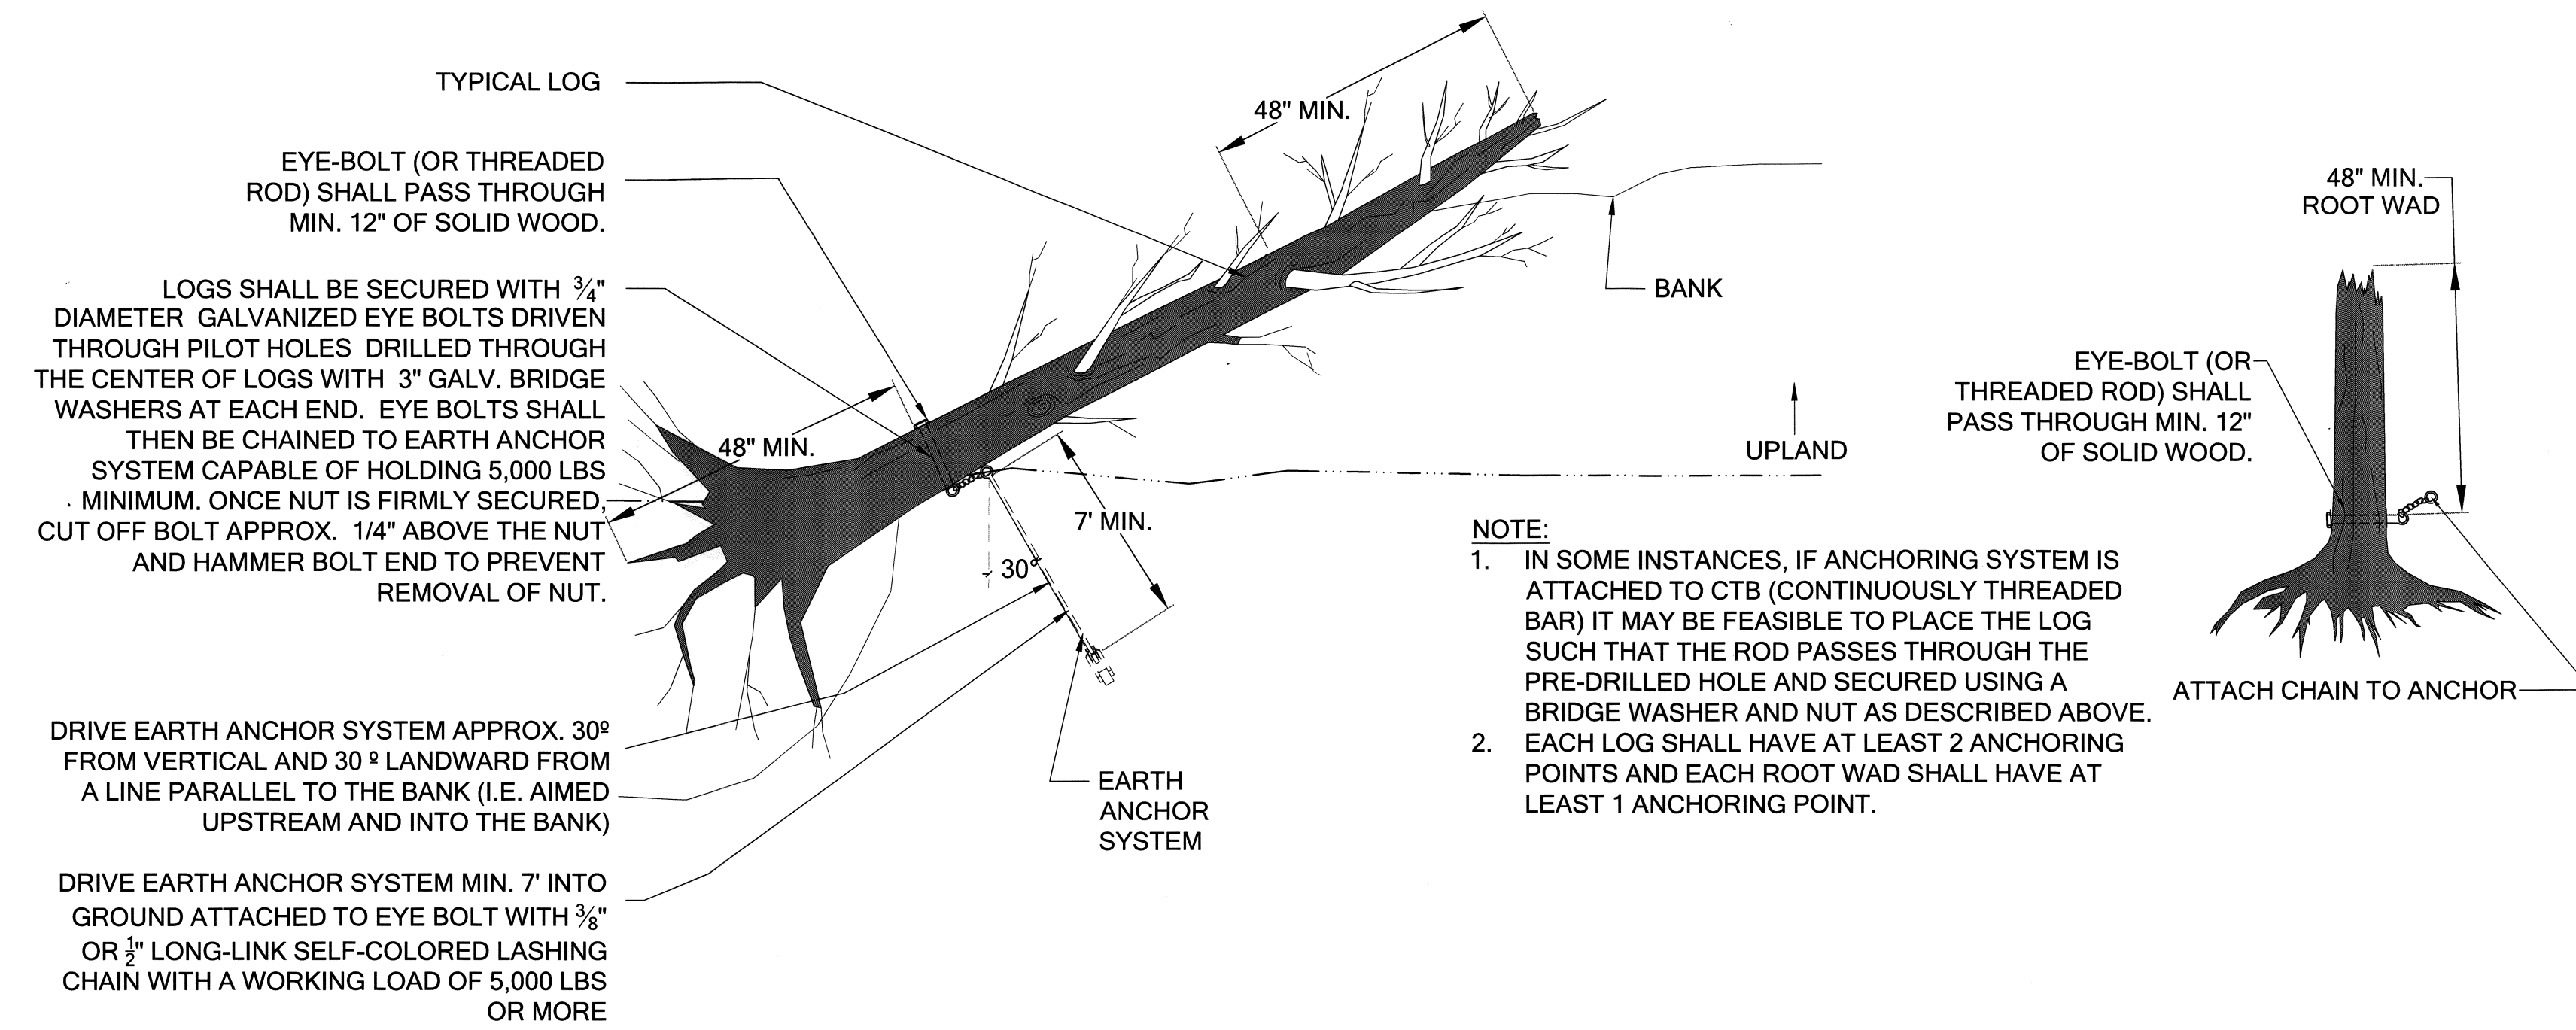 TYPICAL LOG
EYE-BOLT (OR THREADED
ROD) SHALL PASS THROUGH
MIN. 12" OF SOLID WOOD.
LOGS SHALL BE SECURED WITH 3/4"
DIAMETER GALVANIZED EYE BOLTS DRIVEN
THROUGH PILOT HOLES DRILLED THROUGH
THE CENTER OF LOGS WITH 3" GALV. BRIDGE
WASHERS AT EACH END. EYE BOLTS SHALL
THEN BE CHAINED TO EARTH ANCHOR
SYSTEM CAPABLE OF HOLDING 5,000 LBS
MINIMUM. ONCE NUT IS FIRMLY SECURED,
CUT OFF BOLT APPROX. 1/4" ABOVE THE NUT
AND HAMMER BOLT END TO PREVENT
REMOVAL OF NUT.
DRIVE EARTH ANCHOR SYSTEM APPROX. 30º
FROM VERTICAL AND 30 º LANDWARD FROM
A LINE PARALLEL TO THE BANK (I.E. AIMED
UPSTREAM AND INTO THE BANK)
DRIVE EARTH ANCHOR SYSTEM MIN. 7' INTO
GROUND ATTACHED TO EYE BOLT WITH 3/8"
OR 1/2" LONG-LINK SELF-COLORED LASHING
CHAIN WITH A WORKING LOAD OF 5,000 LBS
OR MORE
48" MIN.
48" MIN.
7' MIN.
30º
EARTH
ANCHOR
SYSTEM
BANK
UPLAND
NOTE:
1. IN SOME INSTANCES, IF ANCHORING SYSTEM IS
ATTACHED TO CTB (CONTINUOUSLY THREADED
BAR) IT MAY BE FEASIBLE TO PLACE THE LOG
SUCH THAT THE ROD PASSES THROUGH THE
PRE-DRILLED HOLE AND SECURED USING A
BRIDGE WASHER AND NUT AS DESCRIBED ABOVE.
2. EACH LOG SHALL HAVE AT LEAST 2 ANCHORING
POINTS AND EACH ROOT WAD SHALL HAVE AT
LEAST 1 ANCHORING POINT.
48" MIN.
ROOT WAD
EYE-BOLT (OR
THREADED ROD) SHALL
PASS THROUGH MIN. 12"
OF SOLID WOOD.
ATTACH CHAIN TO ANCHOR